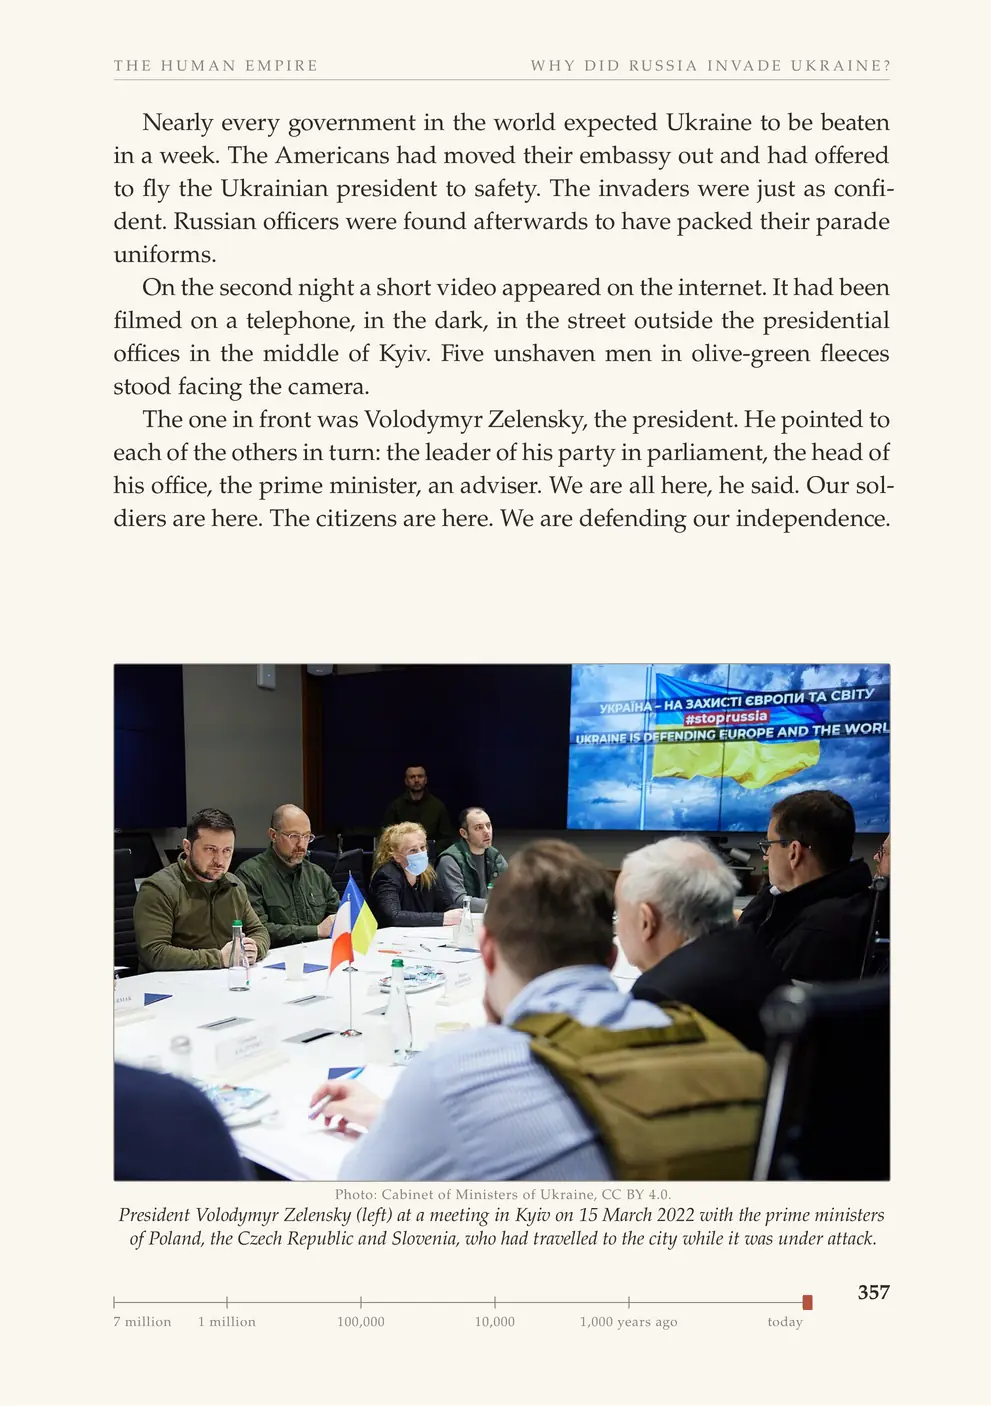 THE HUMAN EMPIRE
WHY DID RUSSIA INVADE UKRAINE?
Nearly every government in the world expected Ukraine to be beaten
in a week. The Americans had moved their embassy out and had offered
to fly the Ukrainian president to safety. The invaders were just as confi-
dent. Russian officers were found afterwards to have packed their parade
uniforms.
On the second night a short video appeared on the internet. It had been
filmed on a telephone, in the dark, in the street outside the presidential
offices in the middle of Kyiv. Five unshaven men in olive-green fleeces
stood facing the camera.
The one in front was Volodymyr Zelensky, the president. He pointed to
each of the others in turn: the leader of his party in parliament, the head of
his office, the prime minister, an adviser. We are all here, he said. Our sol-
diers are here. The citizens are here. We are defending our independence.
УКРАЇНА – НА ЗАХИСТІ ЄВРОПИ ТА СВІТУ
#stoprussia
UKRAINE IS DEFENDING EUROPE AND THE WORL
Photo: Cabinet of Ministers of Ukraine, CC BY 4.0.
President Volodymyr Zelensky (left) at a meeting in Kyiv on 15 March 2022 with the prime ministers
of Poland, the Czech Republic and Slovenia, who had travelled to the city while it was under attack.
357
7 million 1 million 100,000 10,000 1,000 years ago today